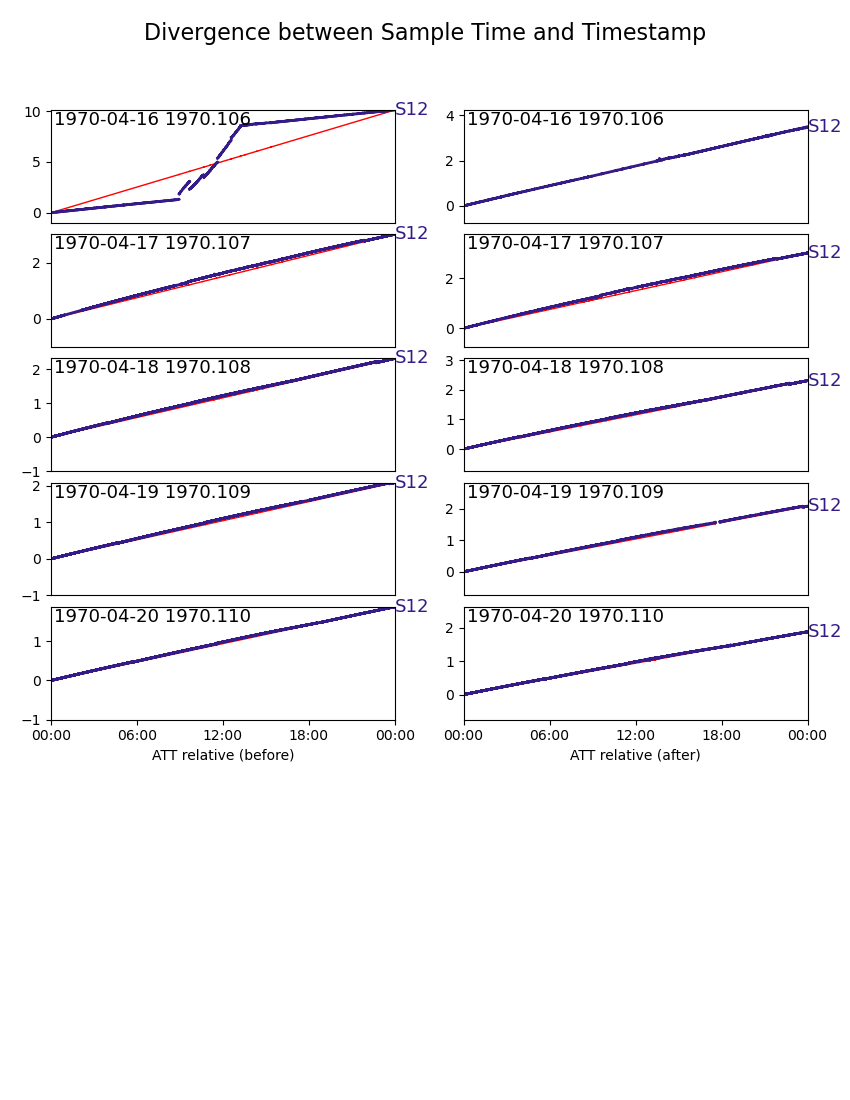 Divergence between Sample Time and Timestamp
10
5
0
1970-04-16 1970.106
S12
4
2
0
1970-04-16 1970.106
S12
2
0
1970-04-17 1970.107
S12
2
0
1970-04-17 1970.107
S12
2
1
0
−1
1970-04-18 1970.108
S12
3
2
1
0
1970-04-18 1970.108
S12
2
1
0
−1
1970-04-19 1970.109
S12
2
1
0
1970-04-19 1970.109
S12
1
0
−1
1970-04-20 1970.110
S12
2
1
0
1970-04-20 1970.110
S12
00:00 06:00 12:00 18:00 00:00
ATT relative (before)
00:00 06:00 12:00 18:00 00:00
ATT relative (after)